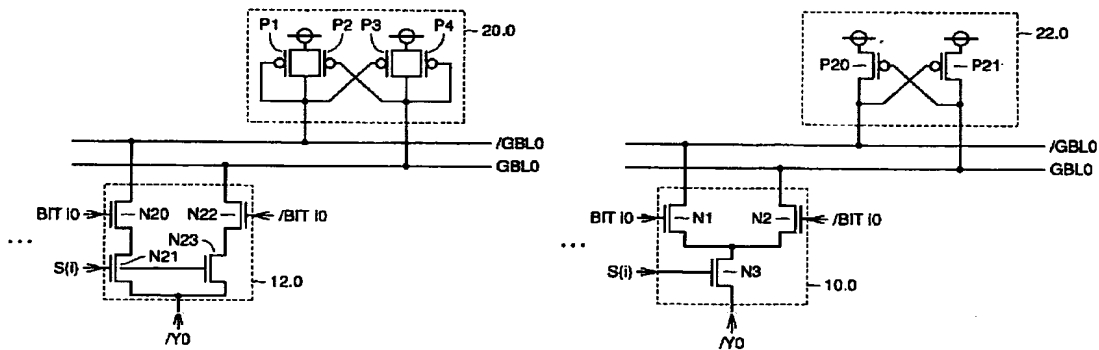 P1 P2 P3 P4
20.0
/GBL0
GBL0
BIT i0
N20
N22
/BIT i0
N23
...
S(i)
N21
12.0
/Y0
22.0
P20
P21
/GBL0
GBL0
BIT i0
N1
N2
/BIT i0
...
S(i)
N3
10.0
/Y0